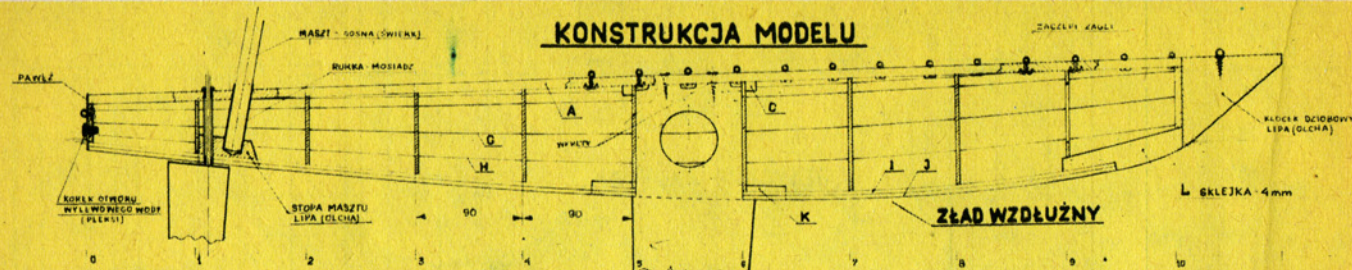 KONSTRUKCJA MODELU
MASZT - SOSNA (ŚWIERK)
ZACZEPY ŻAGLI
RURKA - MOSIĄDZ
PAWĘŻ
A
C
G
H
WKRĘTY
I
J
K
KLOCEK DZIOBOWY
LIPA (OLCHA)
KOREK OTWORU
WYLEWOWEGO WODY
(PLEKSI)
STOPA MASZTU
LIPA (OLCHA)
90
90
L SKLEJKA - 4mm
ZŁAD WZDŁUŻNY
0
1
2
3
4
5
6
7
8
9
10